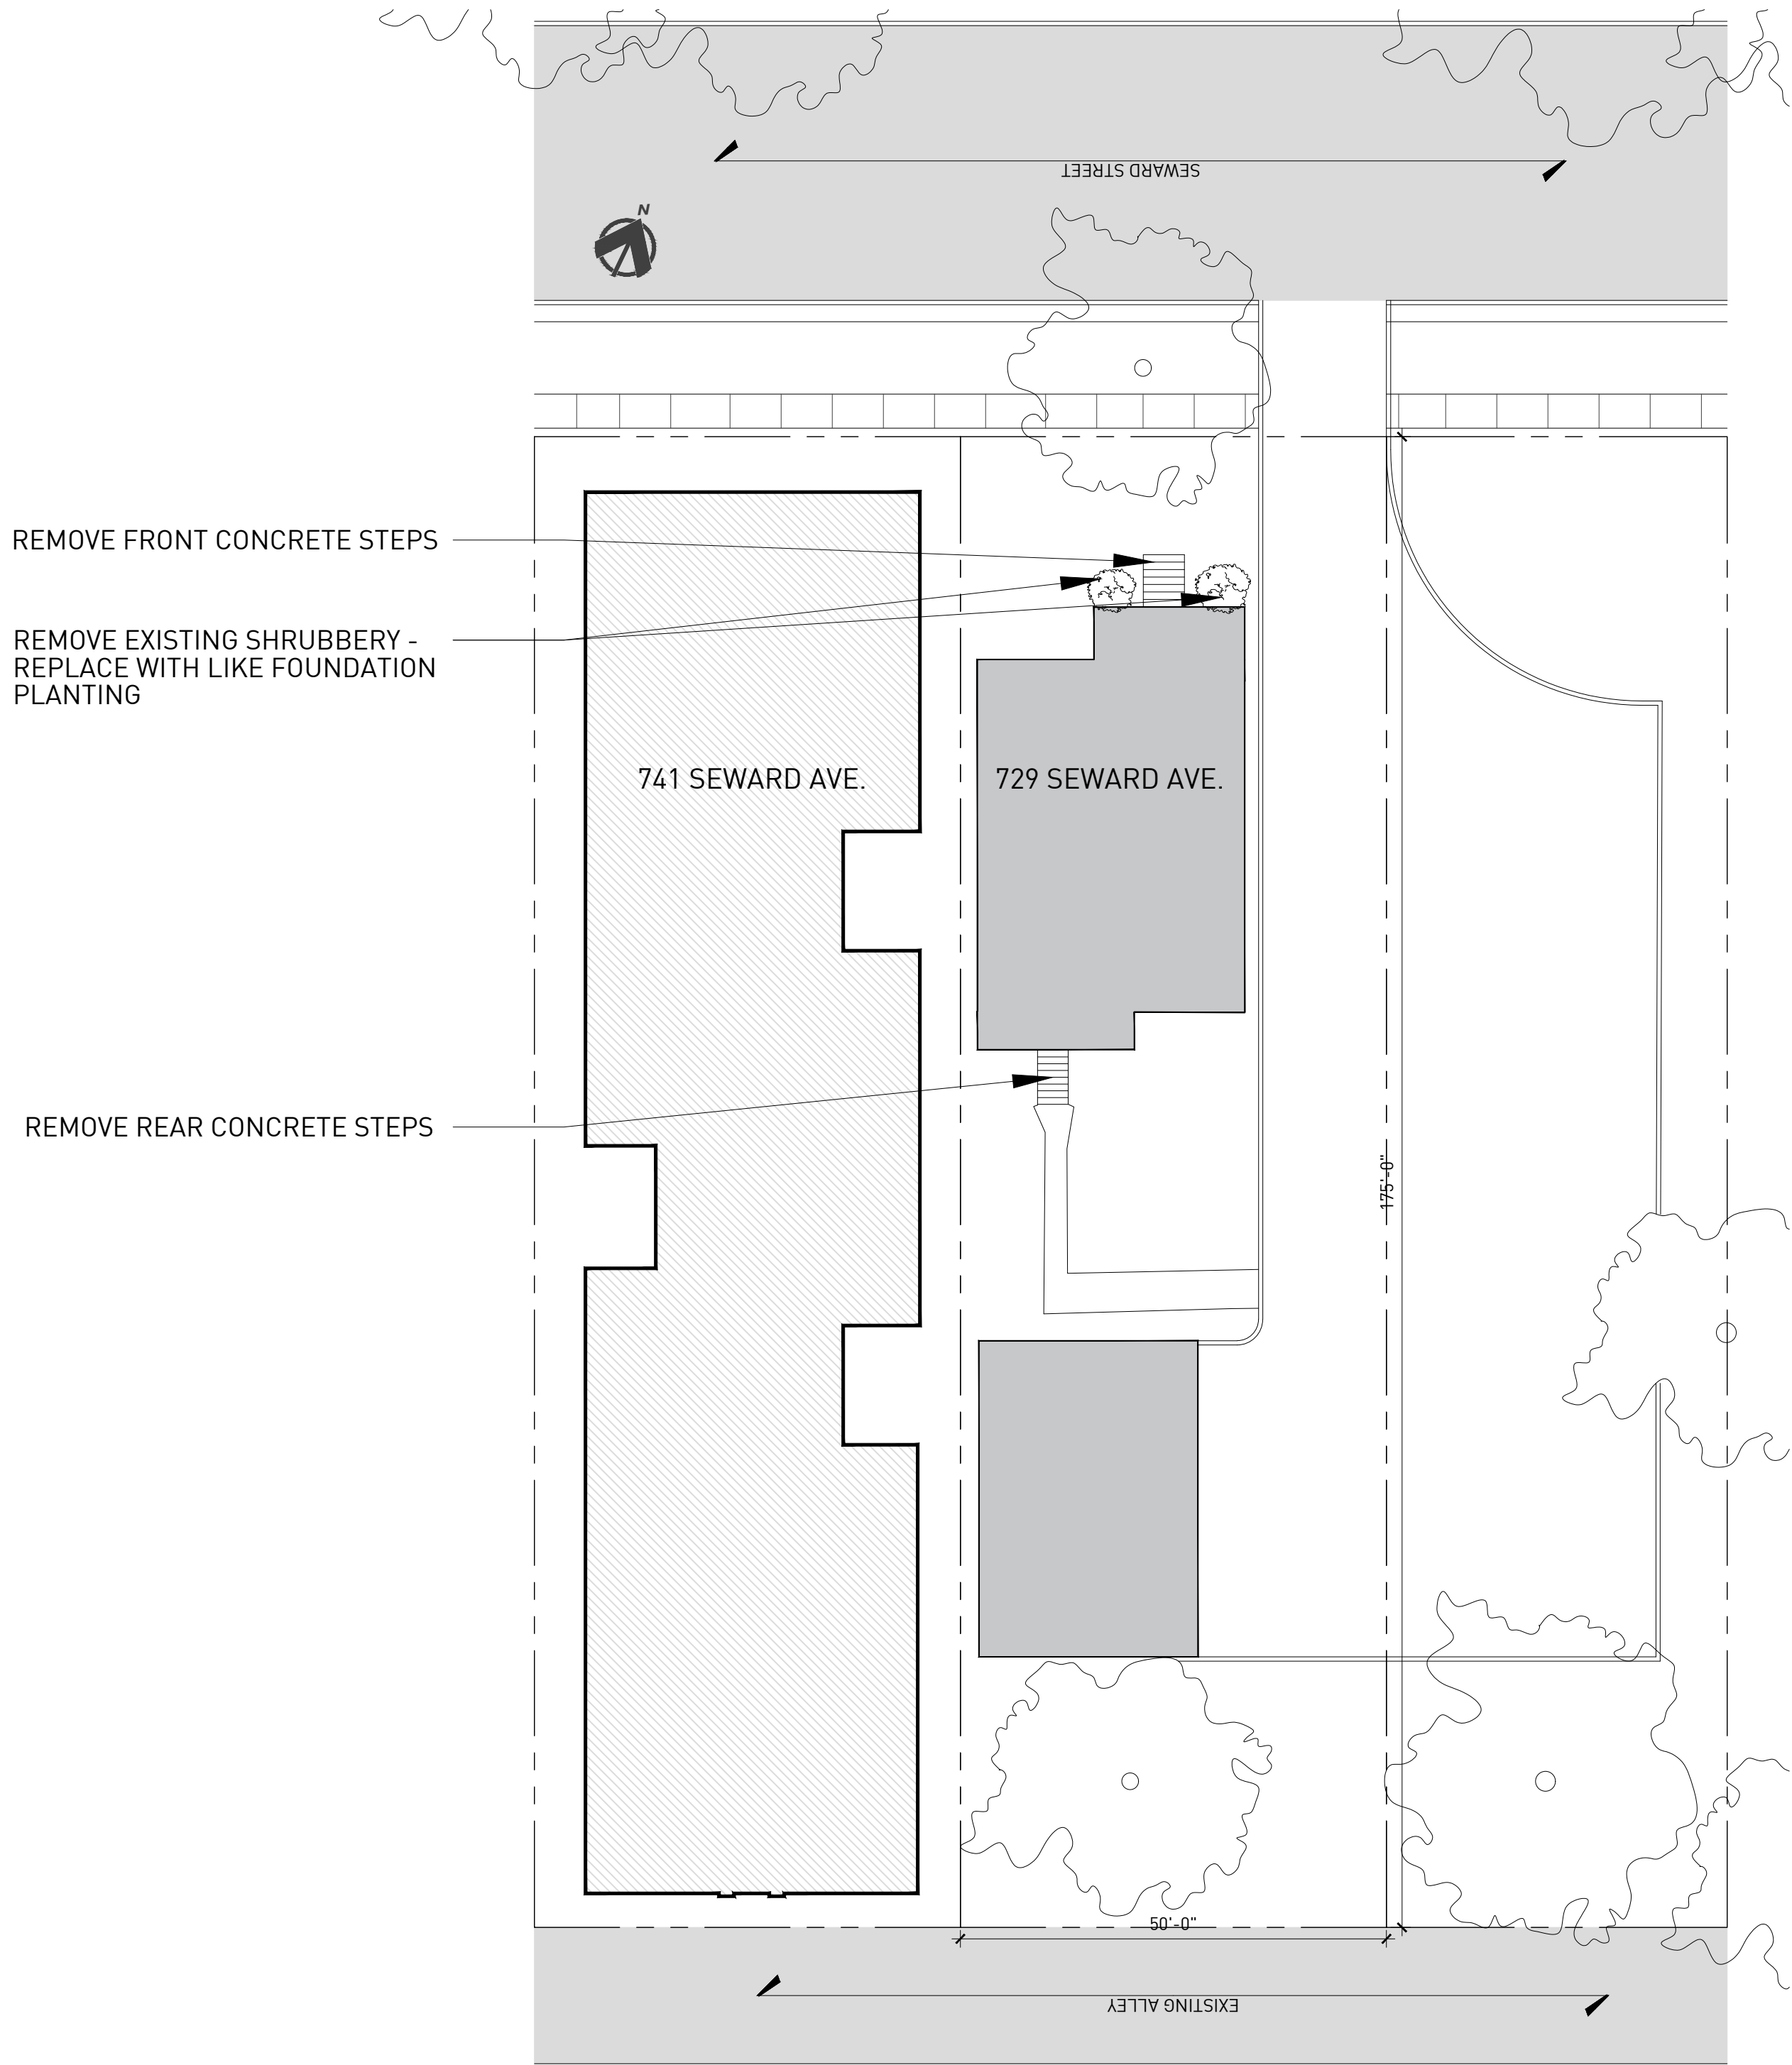 SEWARD STREET
N
REMOVE FRONT CONCRETE STEPS
REMOVE EXISTING SHRUBBERY -
REPLACE WITH LIKE FOUNDATION
PLANTING
741 SEWARD AVE.
729 SEWARD AVE.
REMOVE REAR CONCRETE STEPS
175'-0"
50'-0"
EXISTING ALLEY